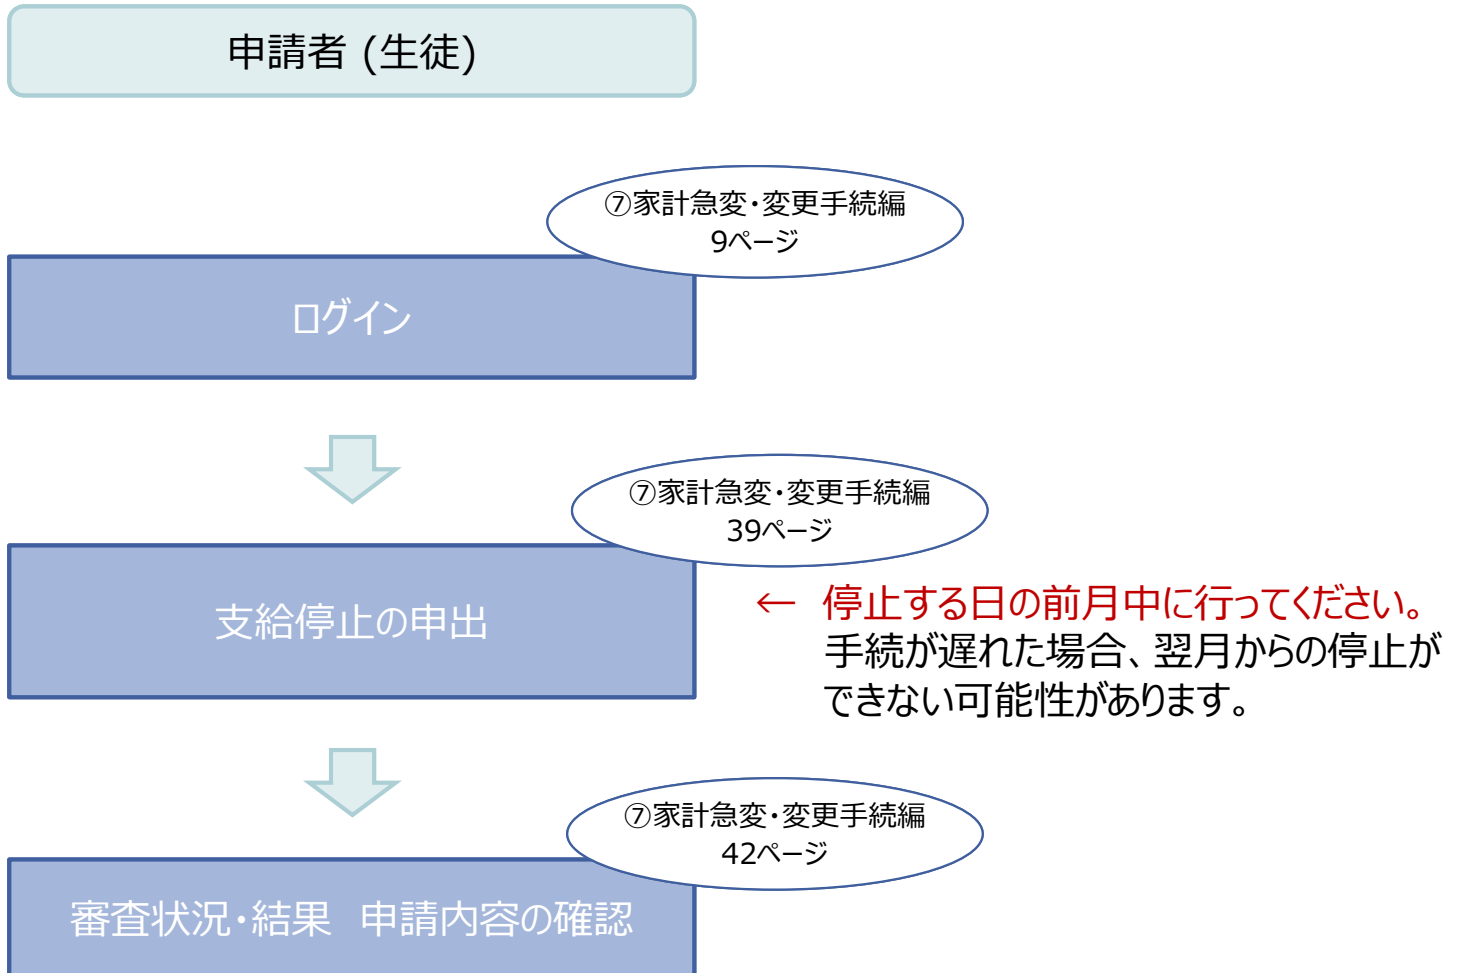 申請者 (生徒)
⑦家計急変・変更手続編
9ページ
ログイン
⑦家計急変・変更手続編
39ページ
支給停止の申出
← 停止する日の前月中に行ってください。
手続が遅れた場合、翌月からの停止が
できない可能性があります。
⑦家計急変・変更手続編
42ページ
審査状況・結果　申請内容の確認